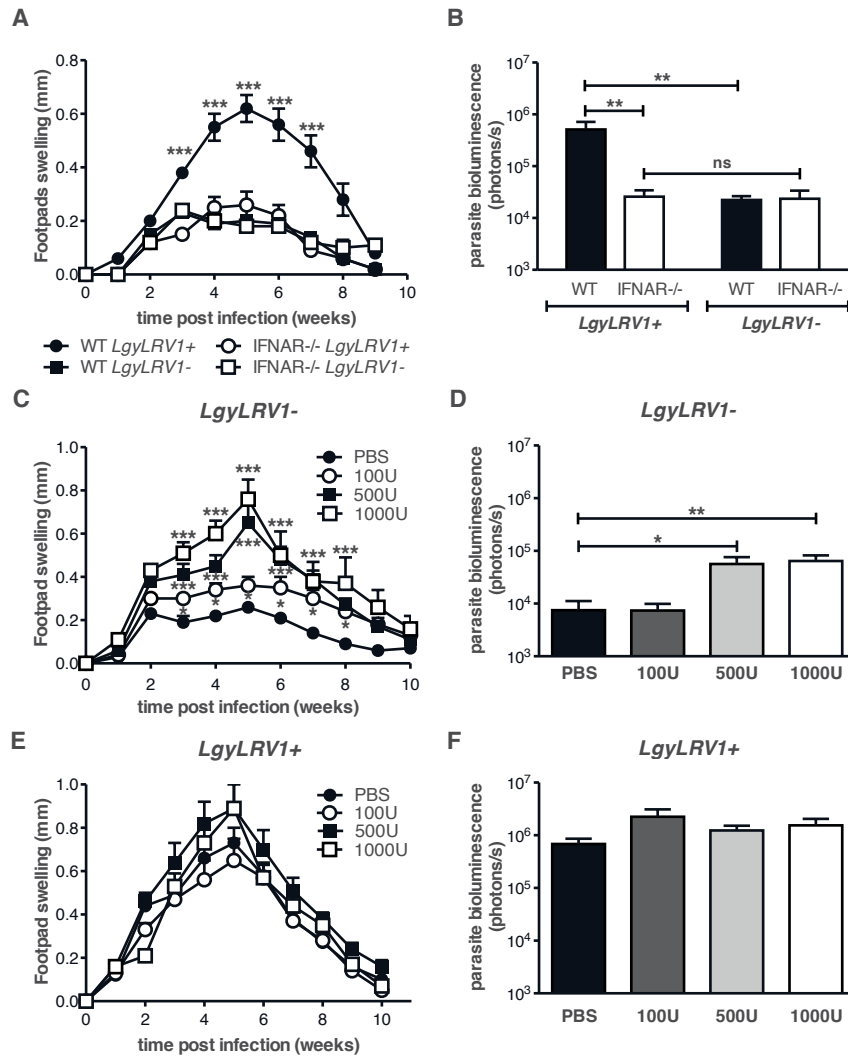 A
Footpads swelling (mm)
0.8
0.6
0.4
0.2
0.0
*** *** *** *** *** ***
0 2 4 6 8 10
time post infection (weeks)
WT LgyLRV1+
IFNAR-/- LgyLRV1+
WT LgyLRV1-
IFNAR-/- LgyLRV1-
B
parasite bioluminescence
(photons/s)
10⁷
10⁶
10⁵
10⁴
10³
**
**
ns
WT IFNAR-/- WT IFNAR-/-
LgyLRV1+ LgyLRV1-
C
LgyLRV1-
Footpad swelling (mm)
1.0
0.8
0.6
0.4
0.2
0.0
PBS
100U
500U
1000U
***
***
*** ***
***
*** ***
*** *** ***
* * * * * *
0 2 4 6 8 10
time post infection (weeks)
D
LgyLRV1-
parasite bioluminescence
(photons/s)
10⁷
10⁶
10⁵
10⁴
10³
**
*
PBS 100U 500U 1000U
E
LgyLRV1+
Footpad swelling (mm)
1.0
0.8
0.6
0.4
0.2
0.0
PBS
100U
500U
1000U
0 2 4 6 8 10
time post infection (weeks)
F
LgyLRV1+
parasite bioluminescence
(photons/s)
10⁷
10⁶
10⁵
10⁴
10³
PBS 100U 500U 1000U